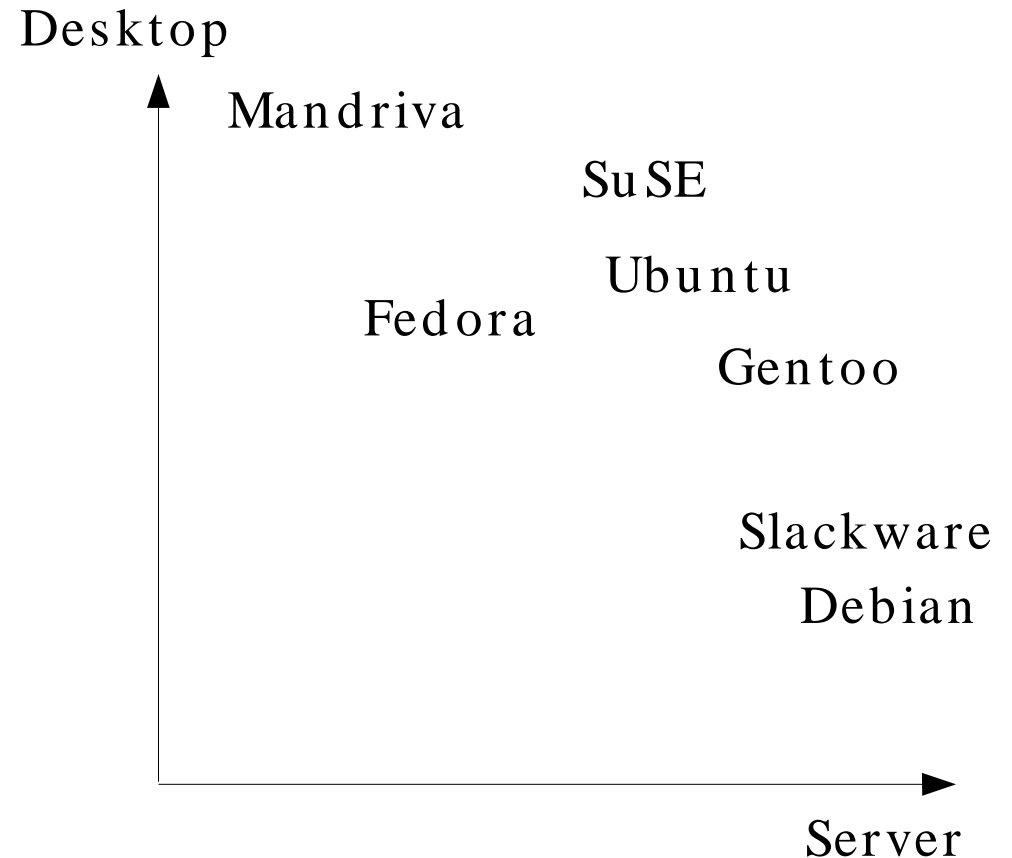 Desktop
Mandriva
SuSE
Ubuntu
Fedora
Gentoo
Slackware
Debian
Server